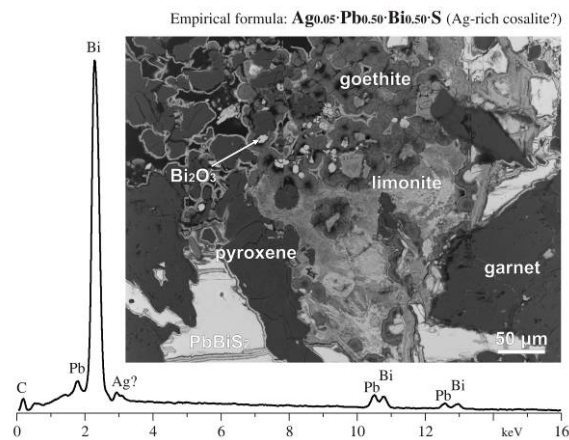 Empirical formula: Ag0.05·Pb0.50·Bi0.50·S (Ag-rich cosalite?)
Bi
goethite
Bi₂O₃
limonite
pyroxene
garnet
PbBiS₂
50 µm
C
Pb
Ag?
Pb
Bi
Pb
Bi
0 2 4 6 8 10 12 keV 14 16